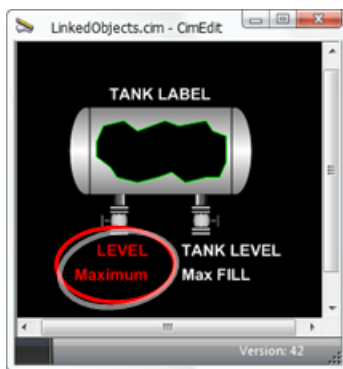 LinkedObjects.cim - CimEdit
TANK LABEL
LEVEL TANK LEVEL
Maximum Max FILL
Version: 42